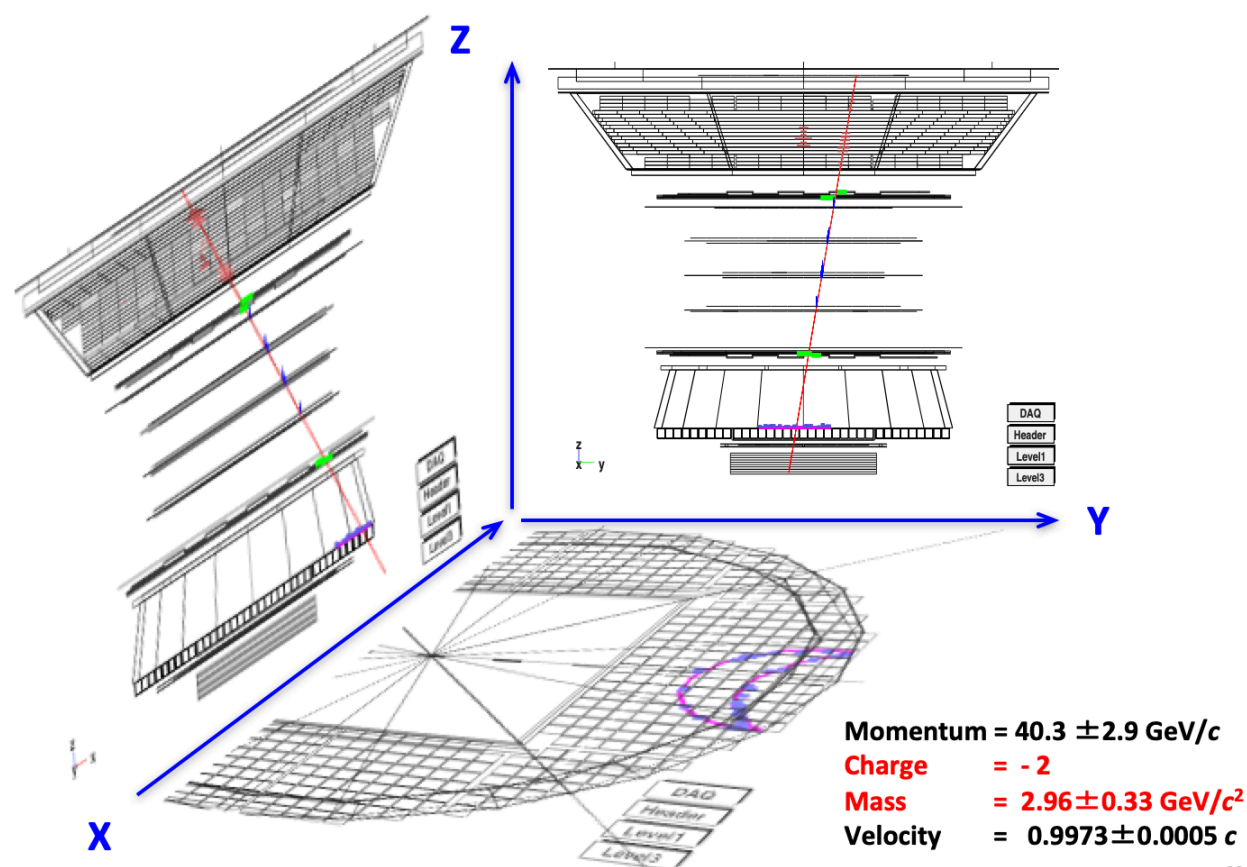 Z
DAQ
Header
Level1
Level3
z
x y
DAQ
Header
Level1
Level3
Y
z
y x
X
DAQ
Header
Level1
Level3
Momentum = 40.3 ±2.9 GeV/c
Charge = - 2
Mass = 2.96±0.33 GeV/c²
Velocity = 0.9973±0.0005 c